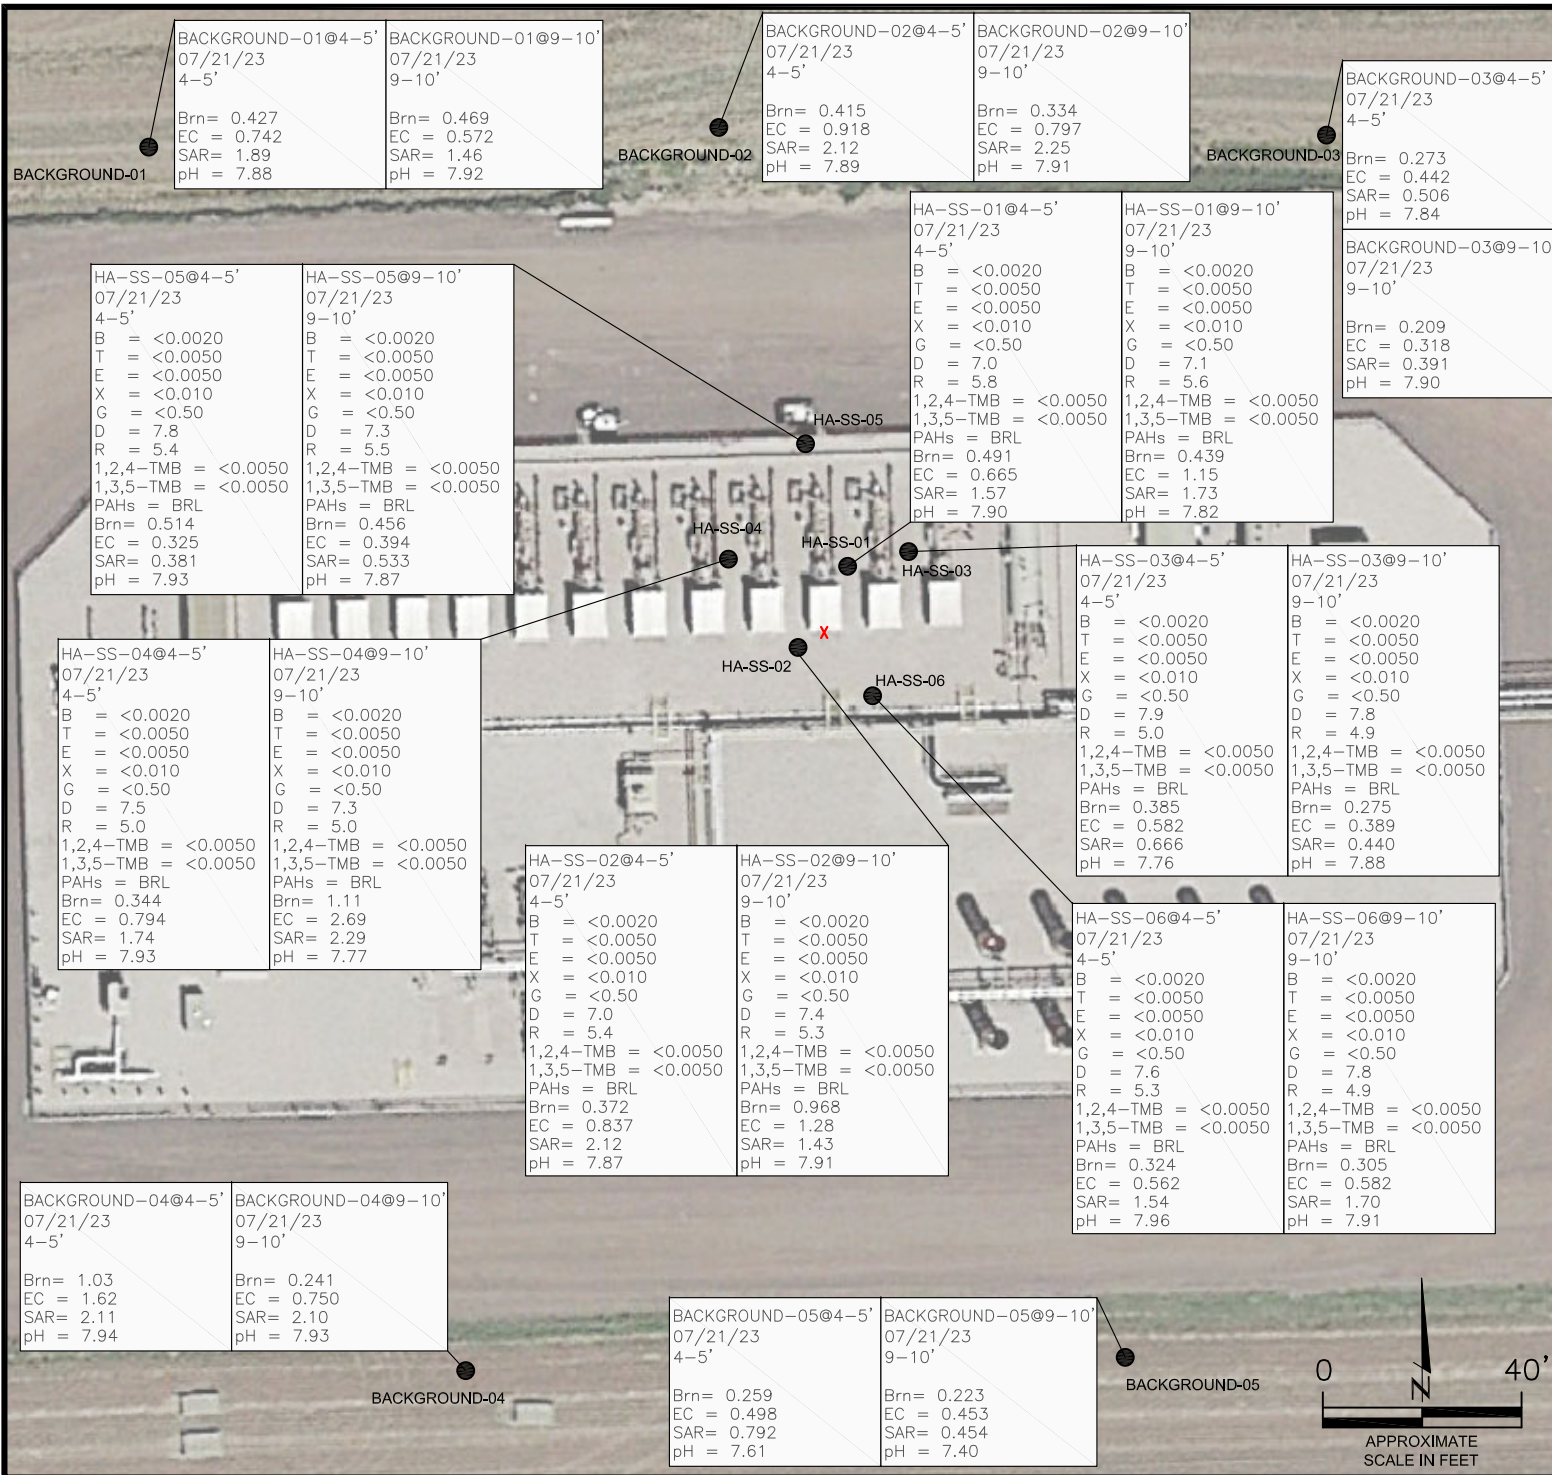 BACKGROUND-01@4-5'
07/21/23
4-5'
Brn= 0.427
EC = 0.742
SAR= 1.89
pH = 7.88
BACKGROUND-01@9-10'
07/21/23
9-10'
Brn= 0.469
EC = 0.572
SAR= 1.46
pH = 7.92
BACKGROUND-01
BACKGROUND-02@4-5'
07/21/23
4-5'
Brn= 0.415
EC = 0.918
SAR= 2.12
pH = 7.89
BACKGROUND-02@9-10'
07/21/23
9-10'
Brn= 0.334
EC = 0.797
SAR= 2.25
pH = 7.91
BACKGROUND-02
BACKGROUND-03@4-5'
07/21/23
4-5'
Brn= 0.273
EC = 0.442
SAR= 0.506
pH = 7.84
BACKGROUND-03@9-10
07/21/23
9-10'
Brn= 0.209
EC = 0.318
SAR= 0.391
pH = 7.90
BACKGROUND-03
HA-SS-01@4-5'
07/21/23
4-5'
B = <0.0020
T = <0.0050
E = <0.0050
X = <0.010
G = <0.50
D = 7.0
R = 5.8
1,2,4-TMB = <0.0050
1,3,5-TMB = <0.0050
PAHs = BRL
Brn= 0.491
EC = 0.665
SAR= 1.57
pH = 7.90
HA-SS-01@9-10'
07/21/23
9-10'
B = <0.0020
T = <0.0050
E = <0.0050
X = <0.010
G = <0.50
D = 7.1
R = 5.6
1,2,4-TMB = <0.0050
1,3,5-TMB = <0.0050
PAHs = BRL
Brn= 0.439
EC = 1.15
SAR= 1.73
pH = 7.82
HA-SS-05@4-5'
07/21/23
4-5'
B = <0.0020
T = <0.0050
E = <0.0050
X = <0.010
G = <0.50
D = 7.8
R = 5.4
1,2,4-TMB = <0.0050
1,3,5-TMB = <0.0050
PAHs = BRL
Brn= 0.514
EC = 0.325
SAR= 0.381
pH = 7.93
HA-SS-05@9-10'
07/21/23
9-10'
B = <0.0020
T = <0.0050
E = <0.0050
X = <0.010
G = <0.50
D = 7.3
R = 5.5
1,2,4-TMB = <0.0050
1,3,5-TMB = <0.0050
PAHs = BRL
Brn= 0.456
EC = 0.394
SAR= 0.533
pH = 7.87
HA-SS-05
HA-SS-04
HA-SS-01
HA-SS-03
X
HA-SS-02
HA-SS-06
HA-SS-03@4-5'
07/21/23
4-5'
B = <0.0020
T = <0.0050
E = <0.0050
X = <0.010
G = <0.50
D = 7.9
R = 5.0
1,2,4-TMB = <0.0050
1,3,5-TMB = <0.0050
PAHs = BRL
Brn= 0.385
EC = 0.582
SAR= 0.666
pH = 7.76
HA-SS-03@9-10'
07/21/23
9-10'
B = <0.0020
T = <0.0050
E = <0.0050
X = <0.010
G = <0.50
D = 7.8
R = 4.9
1,2,4-TMB = <0.0050
1,3,5-TMB = <0.0050
PAHs = BRL
Brn= 0.275
EC = 0.389
SAR= 0.440
pH = 7.88
HA-SS-04@4-5'
07/21/23
4-5'
B = <0.0020
T = <0.0050
E = <0.0050
X = <0.010
G = <0.50
D = 7.5
R = 5.0
1,2,4-TMB = <0.0050
1,3,5-TMB = <0.0050
PAHs = BRL
Brn= 0.344
EC = 0.794
SAR= 1.74
pH = 7.93
HA-SS-04@9-10'
07/21/23
9-10'
B = <0.0020
T = <0.0050
E = <0.0050
X = <0.010
G = <0.50
D = 7.3
R = 5.0
1,2,4-TMB = <0.0050
1,3,5-TMB = <0.0050
PAHs = BRL
Brn= 1.11
EC = 2.69
SAR= 2.29
pH = 7.77
HA-SS-02@4-5'
07/21/23
4-5'
B = <0.0020
T = <0.0050
E = <0.0050
X = <0.010
G = <0.50
D = 7.0
R = 5.4
1,2,4-TMB = <0.0050
1,3,5-TMB = <0.0050
PAHs = BRL
Brn= 0.372
EC = 0.837
SAR= 2.12
pH = 7.87
HA-SS-02@9-10'
07/21/23
9-10'
B = <0.0020
T = <0.0050
E = <0.0050
X = <0.010
G = <0.50
D = 7.4
R = 5.3
1,2,4-TMB = <0.0050
1,3,5-TMB = <0.0050
PAHs = BRL
Brn= 0.968
EC = 1.28
SAR= 1.43
pH = 7.91
HA-SS-06@4-5'
07/21/23
4-5'
B = <0.0020
T = <0.0050
E = <0.0050
X = <0.010
G = <0.50
D = 7.6
R = 5.3
1,2,4-TMB = <0.0050
1,3,5-TMB = <0.0050
PAHs = BRL
Brn= 0.324
EC = 0.562
SAR= 1.54
pH = 7.96
HA-SS-06@9-10'
07/21/23
9-10'
B = <0.0020
T = <0.0050
E = <0.0050
X = <0.010
G = <0.50
D = 7.8
R = 4.9
1,2,4-TMB = <0.0050
1,3,5-TMB = <0.0050
PAHs = BRL
Brn= 0.305
EC = 0.582
SAR= 1.70
pH = 7.91
BACKGROUND-04@4-5'
07/21/23
4-5'
Brn= 1.03
EC = 1.62
SAR= 2.11
pH = 7.94
BACKGROUND-04@9-10'
07/21/23
9-10'
Brn= 0.241
EC = 0.750
SAR= 2.10
pH = 7.93
BACKGROUND-04
BACKGROUND-05@4-5'
07/21/23
4-5'
Brn= 0.259
EC = 0.498
SAR= 0.792
pH = 7.61
BACKGROUND-05@9-10'
07/21/23
9-10'
Brn= 0.223
EC = 0.453
SAR= 0.454
pH = 7.40
BACKGROUND-05
0 40'
N
APPROXIMATE
SCALE IN FEET